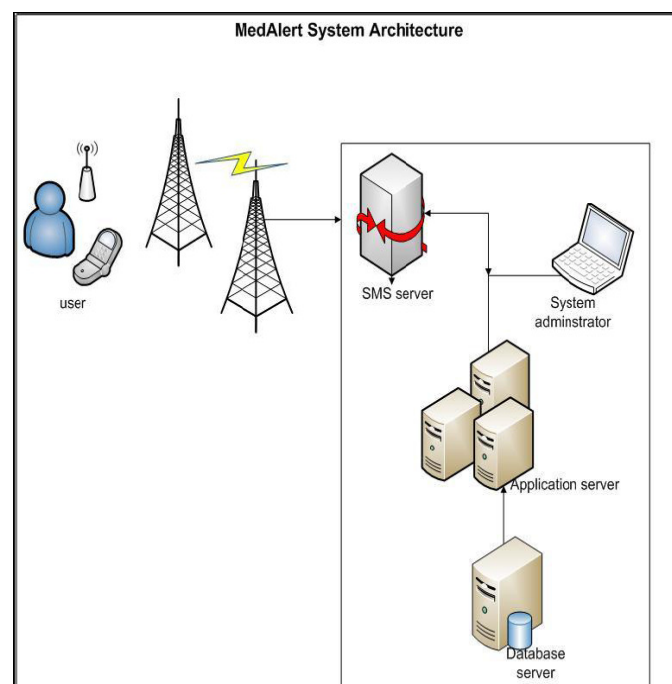 MedAlert System Architecture
user
SMS server
System
adminstrator
Application server
Database
server